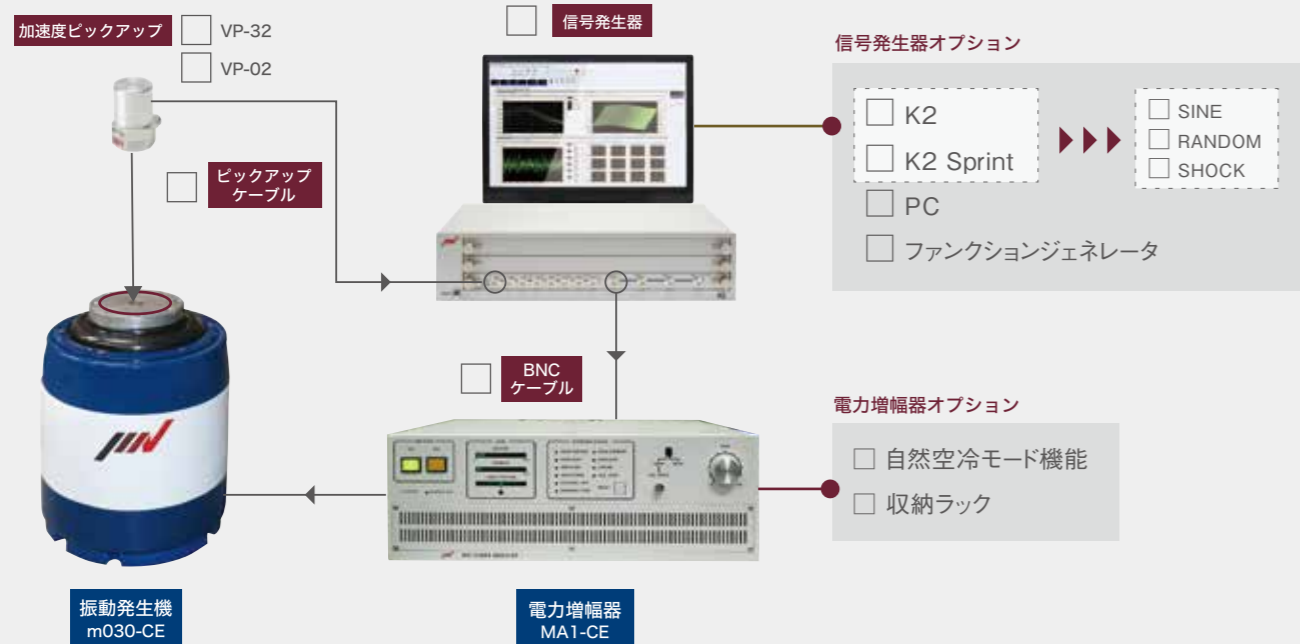 加速度ピックアップ
VP-32
VP-02
信号発生器
ピックアップ
ケーブル
信号発生器オプション
K2
K2 Sprint
PC
ファンクションジェネレータ
SINE
RANDOM
SHOCK
BNC
ケーブル
電力増幅器オプション
自然空冷モード機能
収納ラック
振動発生機
m030-CE
電力増幅器
MA1-CE